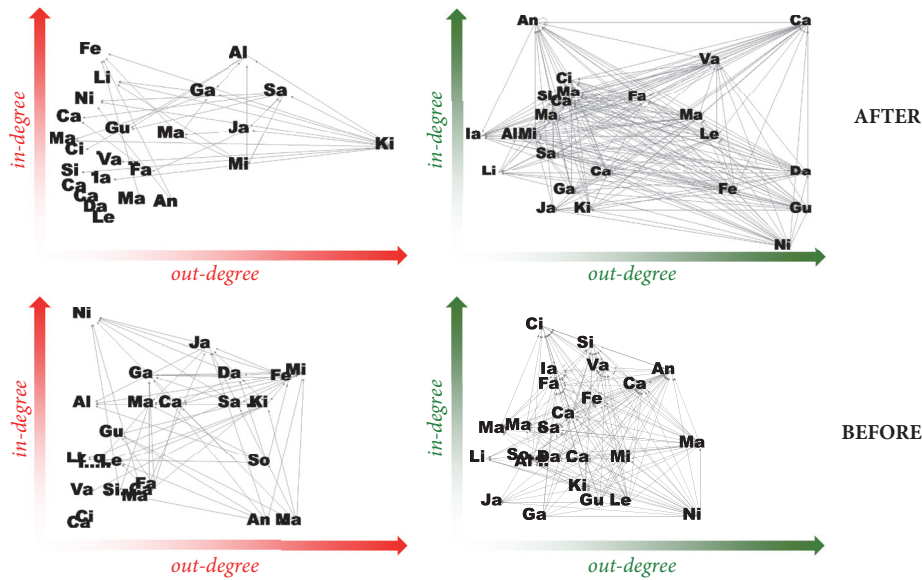 Fe
Al
Li
Ga
Sa
Ni
Ca
Gu
Ma
Ja
Ma
Ci
Ki
Va
Fa
Mi
Si
Ia
Ca
Ca
Ma
An
Da
Le
in-degree
out-degree
An
Ca
Va
Ci
Ma
Si
Ca
Fa
Ma
Ma
Ia
Al
Mi
Le
Sa
Li
Ca
Da
Ga
Fe
Ja
Ki
Gu
Ni
in-degree
out-degree
AFTER
Ni
Ja
Ga
Da
Fe
Mi
Al
Ma
Ca
Sa
Ki
Gu
Le
So
Va
Si
Fa
Ca
Ma
Ci
Ca
An
Ma
in-degree
out-degree
Ci
Si
Ia
Va
An
Fa
Ca
Fe
Ca
Ma
Ma
Sa
Ma
Li
So
Da
Ca
Mi
Al
Ki
Ja
Gu
Le
Ga
Ni
in-degree
out-degree
BEFORE